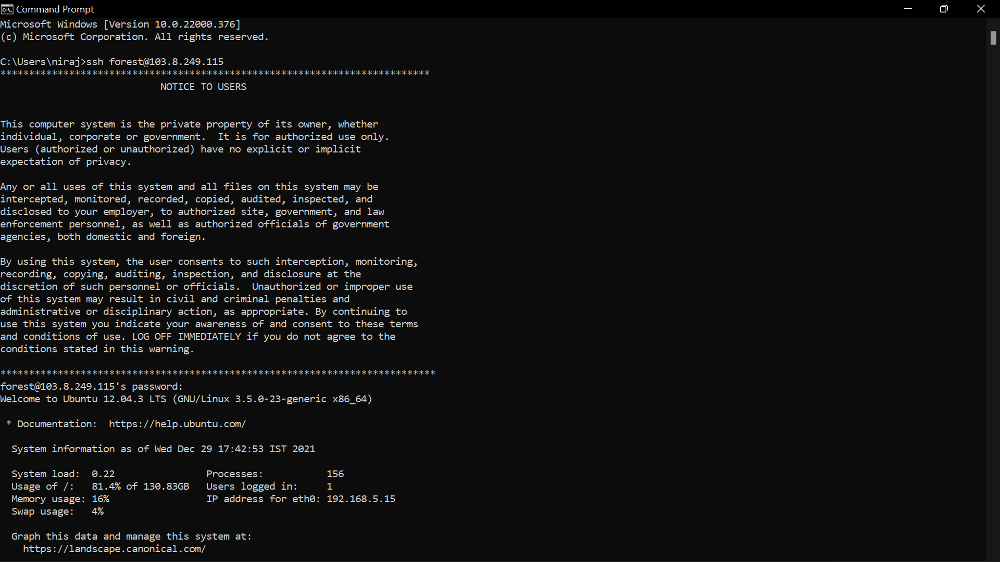 Command Prompt
Microsoft Windows [Version 10.0.22000.376]
(c) Microsoft Corporation. All rights reserved.
C:\Users\niraj>ssh forest@103.8.249.115
***************************************************************************
NOTICE TO USERS
This computer system is the private property of its owner, whether
individual, corporate or government.  It is for authorized use only.
Users (authorized or unauthorized) have no explicit or implicit
expectation of privacy.
Any or all uses of this system and all files on this system may be
intercepted, monitored, recorded, copied, audited, inspected, and
disclosed to your employer, to authorized site, government, and law
enforcement personnel, as well as authorized officials of government
agencies, both domestic and foreign.
By using this system, the user consents to such interception, monitoring,
recording, copying, auditing, inspection, and disclosure at the
discretion of such personnel or officials.  Unauthorized or improper use
of this system may result in civil and criminal penalties and
administrative or disciplinary action, as appropriate. By continuing to
use this system you indicate your awareness of and consent to these terms
and conditions of use. LOG OFF IMMEDIATELY if you do not agree to the
conditions stated in this warning.
****************************************************************************
forest@103.8.249.115's password:
Welcome to Ubuntu 12.04.3 LTS (GNU/Linux 3.5.0-23-generic x86_64)
* Documentation:  https://help.ubuntu.com/
System information as of Wed Dec 29 17:42:53 IST 2021
System load:  0.22                Processes:           156
Usage of /:   81.4% of 130.83GB   Users logged in:     1
Memory usage: 16%                 IP address for eth0: 192.168.5.15
Swap usage:   4%
Graph this data and manage this system at:
https://landscape.canonical.com/